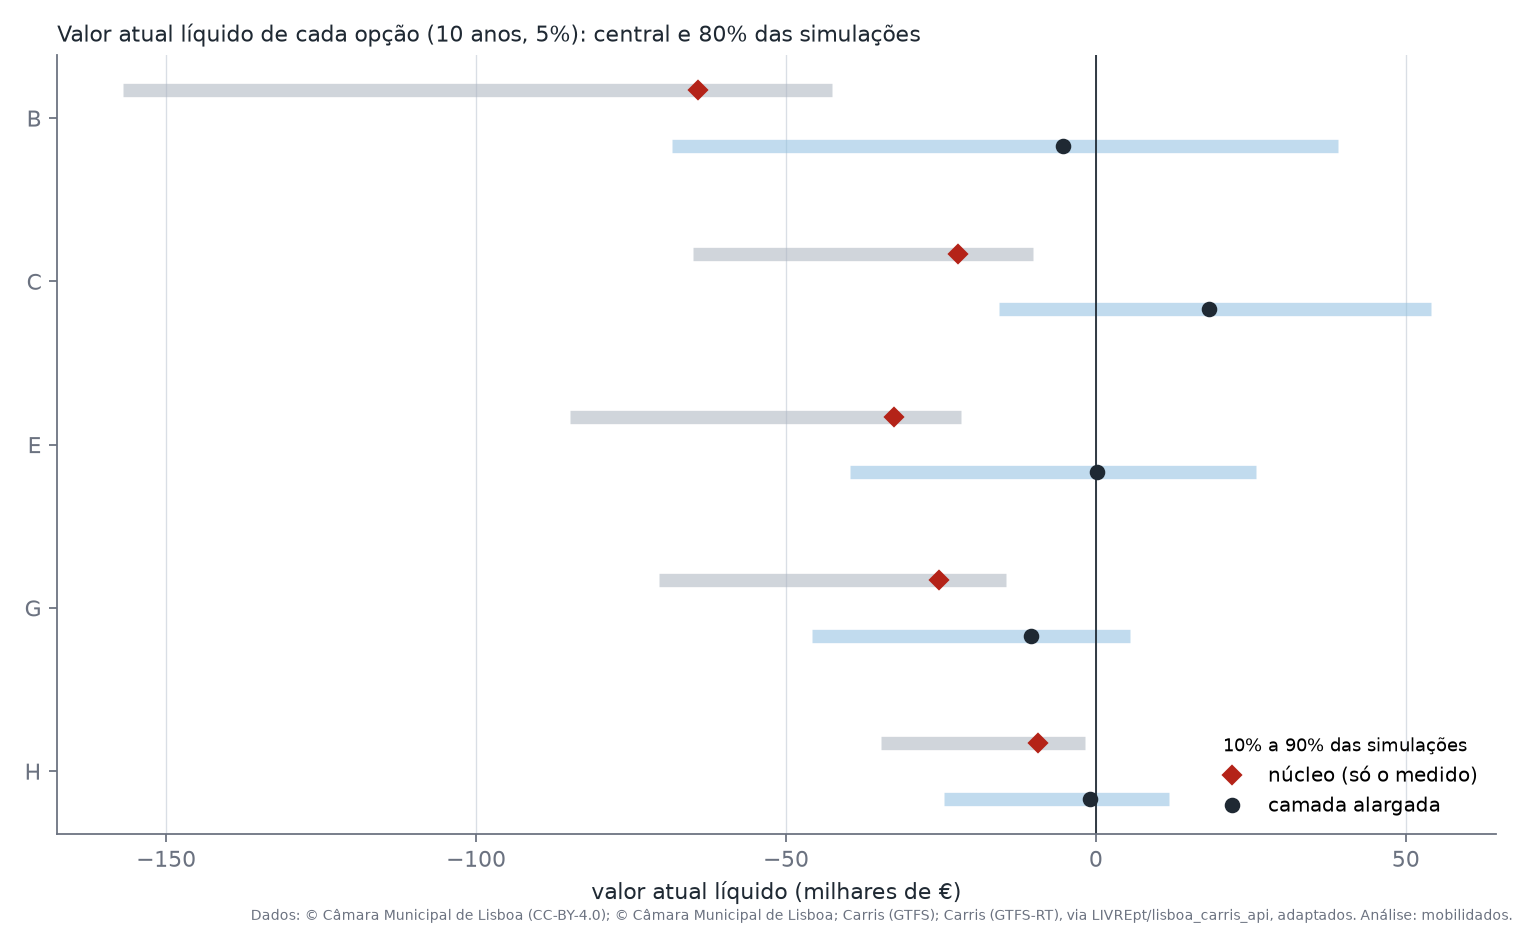 Valor atual líquido de cada opção (10 anos, 5%): central e 80% das simulações
B
C
E
G
H
10% a 90% das simulações
núcleo (só o medido)
camada alargada
−150
−100
−50
0
50
valor atual líquido (milhares de €)
Dados: © Câmara Municipal de Lisboa (CC-BY-4.0); © Câmara Municipal de Lisboa; Carris (GTFS); Carris (GTFS-RT), via LIVREpt/lisboa_carris_api, adaptados. Análise: mobilidados.